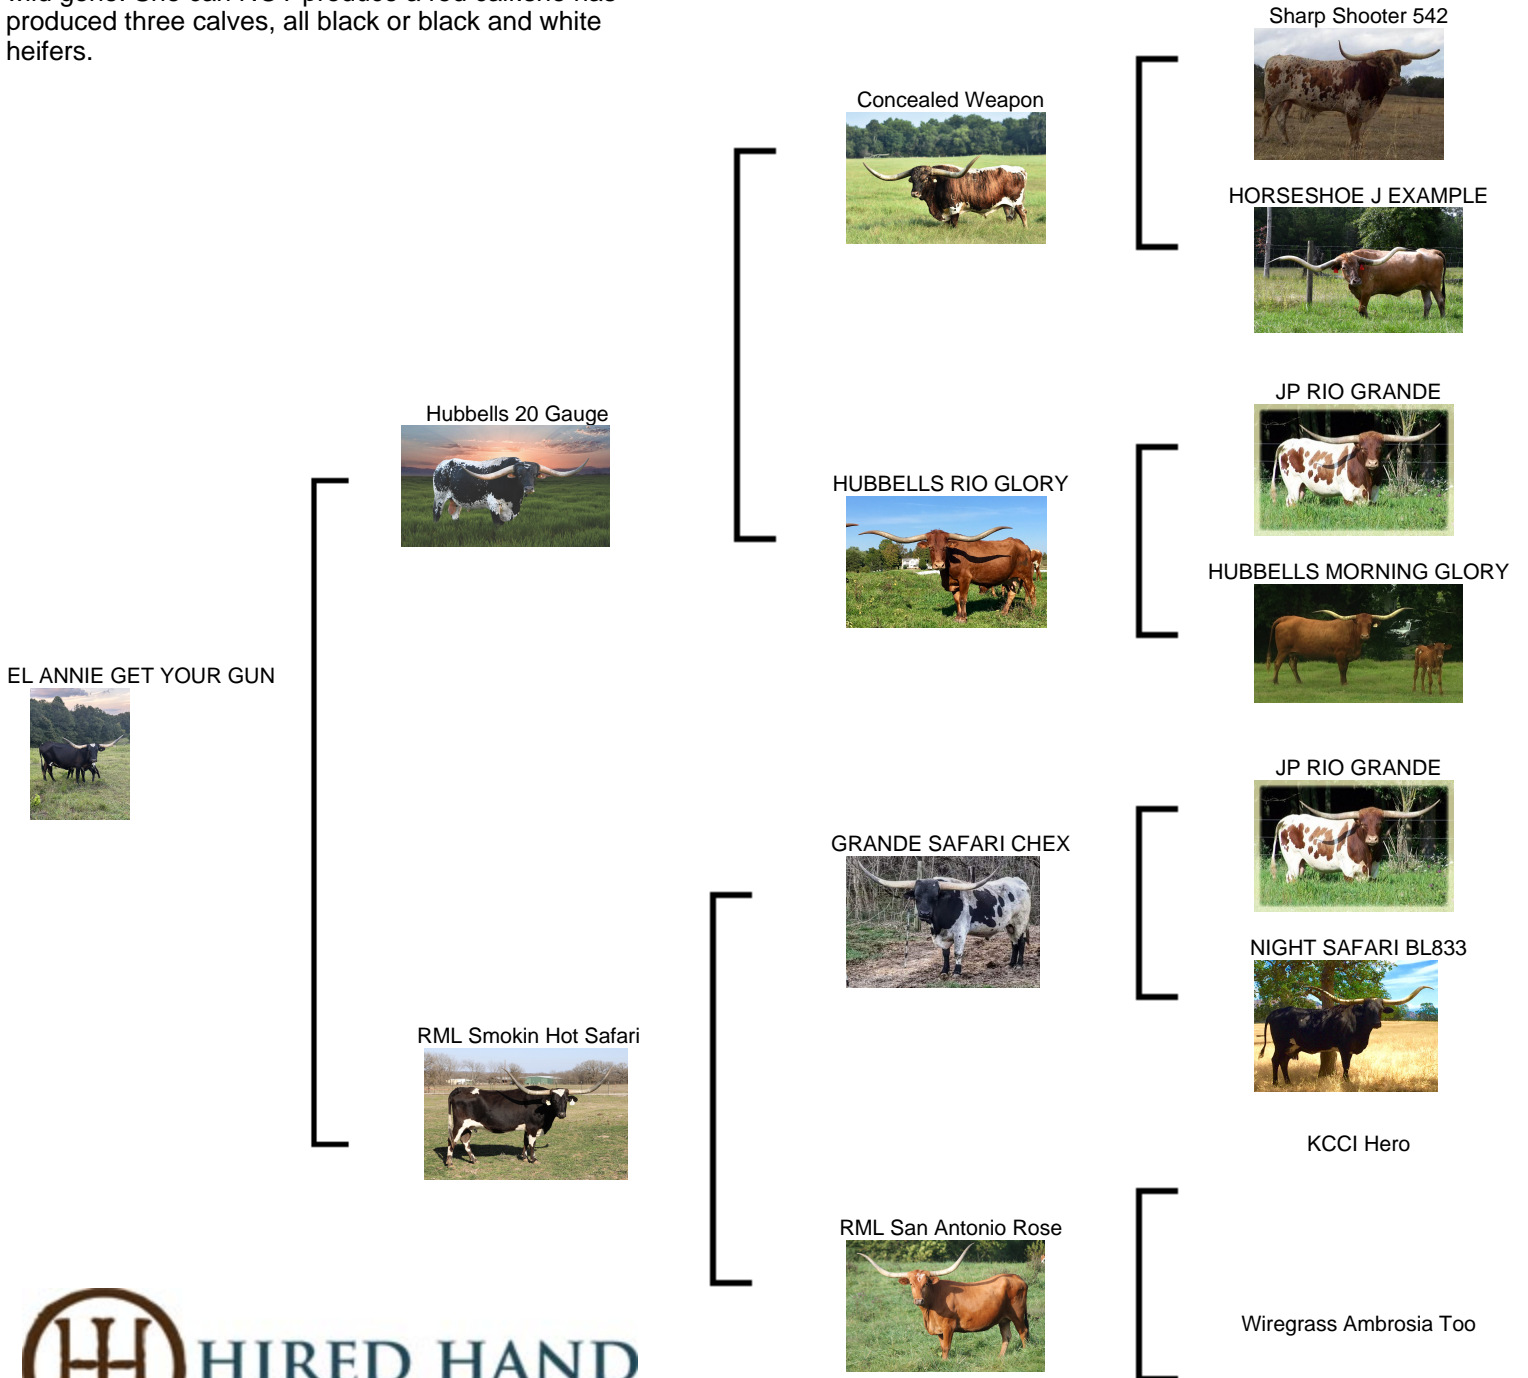 produced three calves, all black or black and white
heifers.
Sharp Shooter 542
Concealed Weapon
HORSESHOE J EXAMPLE
JP RIO GRANDE
Hubbells 20 Gauge
HUBBELLS RIO GLORY
HUBBELLS MORNING GLORY
EL ANNIE GET YOUR GUN
JP RIO GRANDE
GRANDE SAFARI CHEX
NIGHT SAFARI BL833
RML Smokin Hot Safari
KCCI Hero
RML San Antonio Rose
Wiregrass Ambrosia Too
HIRED HAND